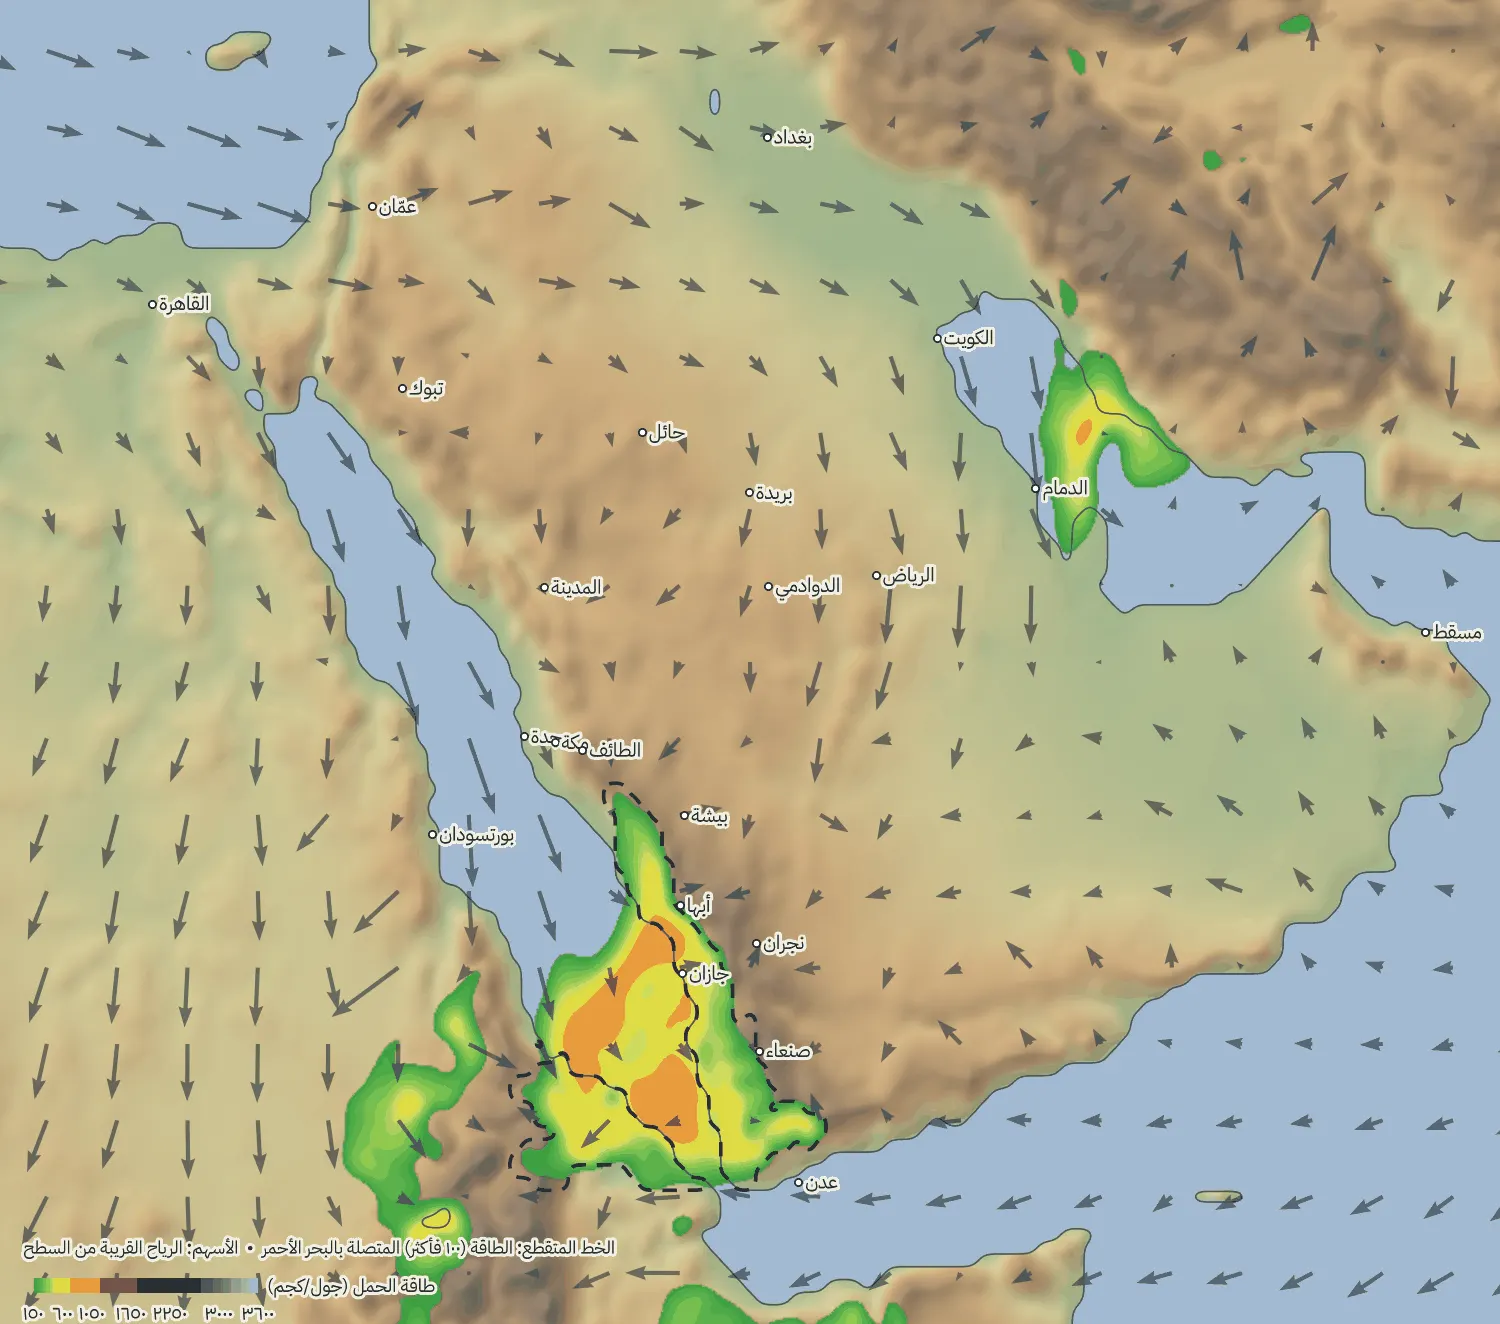 بغداد
عمّان
القاهرة
الكويت
تبوك
حائل
بريدة
الدمام
الرياض
الدوادمي
المدينة
مسقط
جدة
مكة
الطائف
بيشة
بورتسودان
أبها
نجران
جازان
صنعاء
عدن
الخط المتقطع: الطاقة (١٠٠ فأكثر) المتصلة بالبحر الأحمر • الأسهم: الرياح القريبة من السطح
طاقة الحمل (جول/كجم)
١٥٠ ٦٠٠ ١٠٥٠ ١٦٥٠ ٢٢٥٠ ٣٠٠٠ ٣٦٠٠